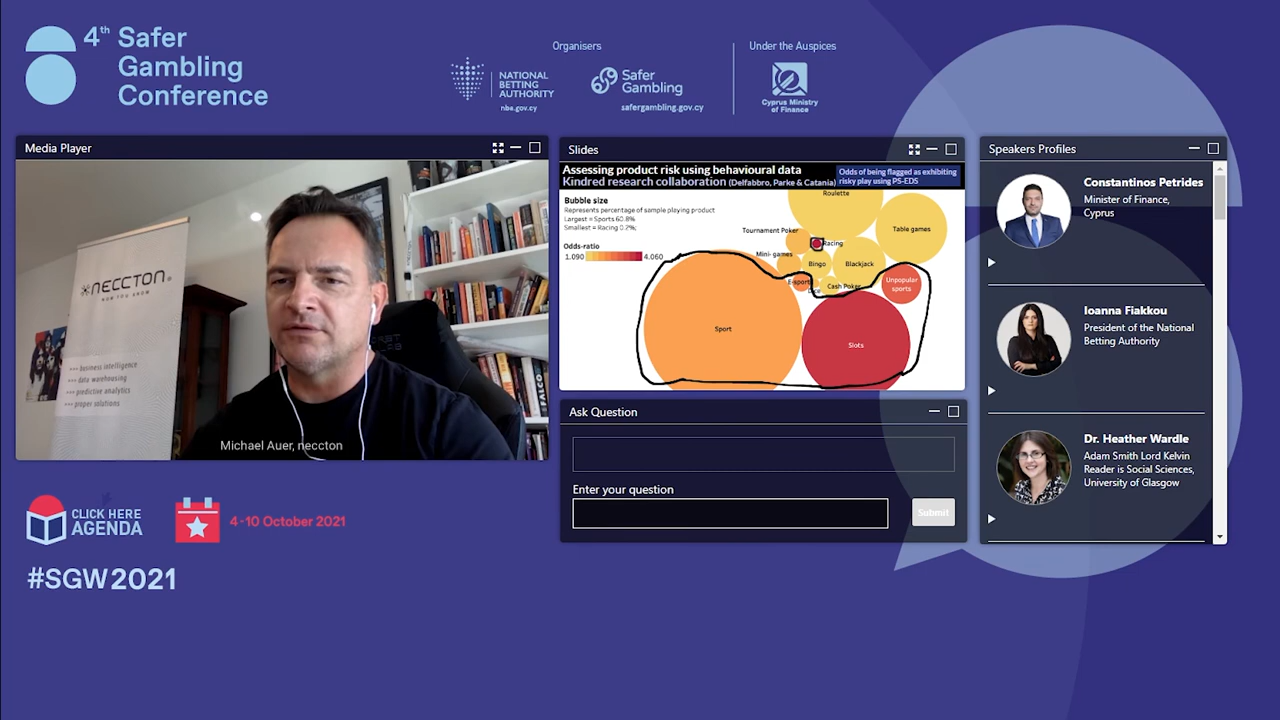 4th Safer
Gambling
Conference
Organisers
Under the Auspices
NATIONAL
BETTING
AUTHORITY
nba.gov.cy
Safer
Gambling
safergambling.gov.cy
Cyprus Ministry
of Finance
Media Player
NECCTON
NOW YOU KNOW
business intelligence
data warehousing
predictive analytics
proper solutions
Michael Auer, neccton
Slides
Assessing product risk using behavioural data
Kindred research collaboration (Delfabbro, Parke & Catania)
Odds of being flagged as exhibiting
risky play using PS-EDS
Bubble size
Represents percentage of sample playing product
Largest = Sports 60.8%
Smallest = Racing 0.2%;
Odds-ratio
1.090
4.060
Roulette
Tournament Poker
Table games
Racing
Mini- games
Bingo
Blackjack
E-sport
Cash Poker
Unpopular
sports
Sport
Slots
Ask Question
Enter your question
Submit
Speakers Profiles
Constantinos Petrides
Minister of Finance,
Cyprus
Ioanna Fiakkou
President of the National
Betting Authority
Dr. Heather Wardle
Adam Smith Lord Kelvin
Reader is Social Sciences,
University of Glasgow
CLICK HERE
AGENDA
4-10 October 2021
#SGW2021